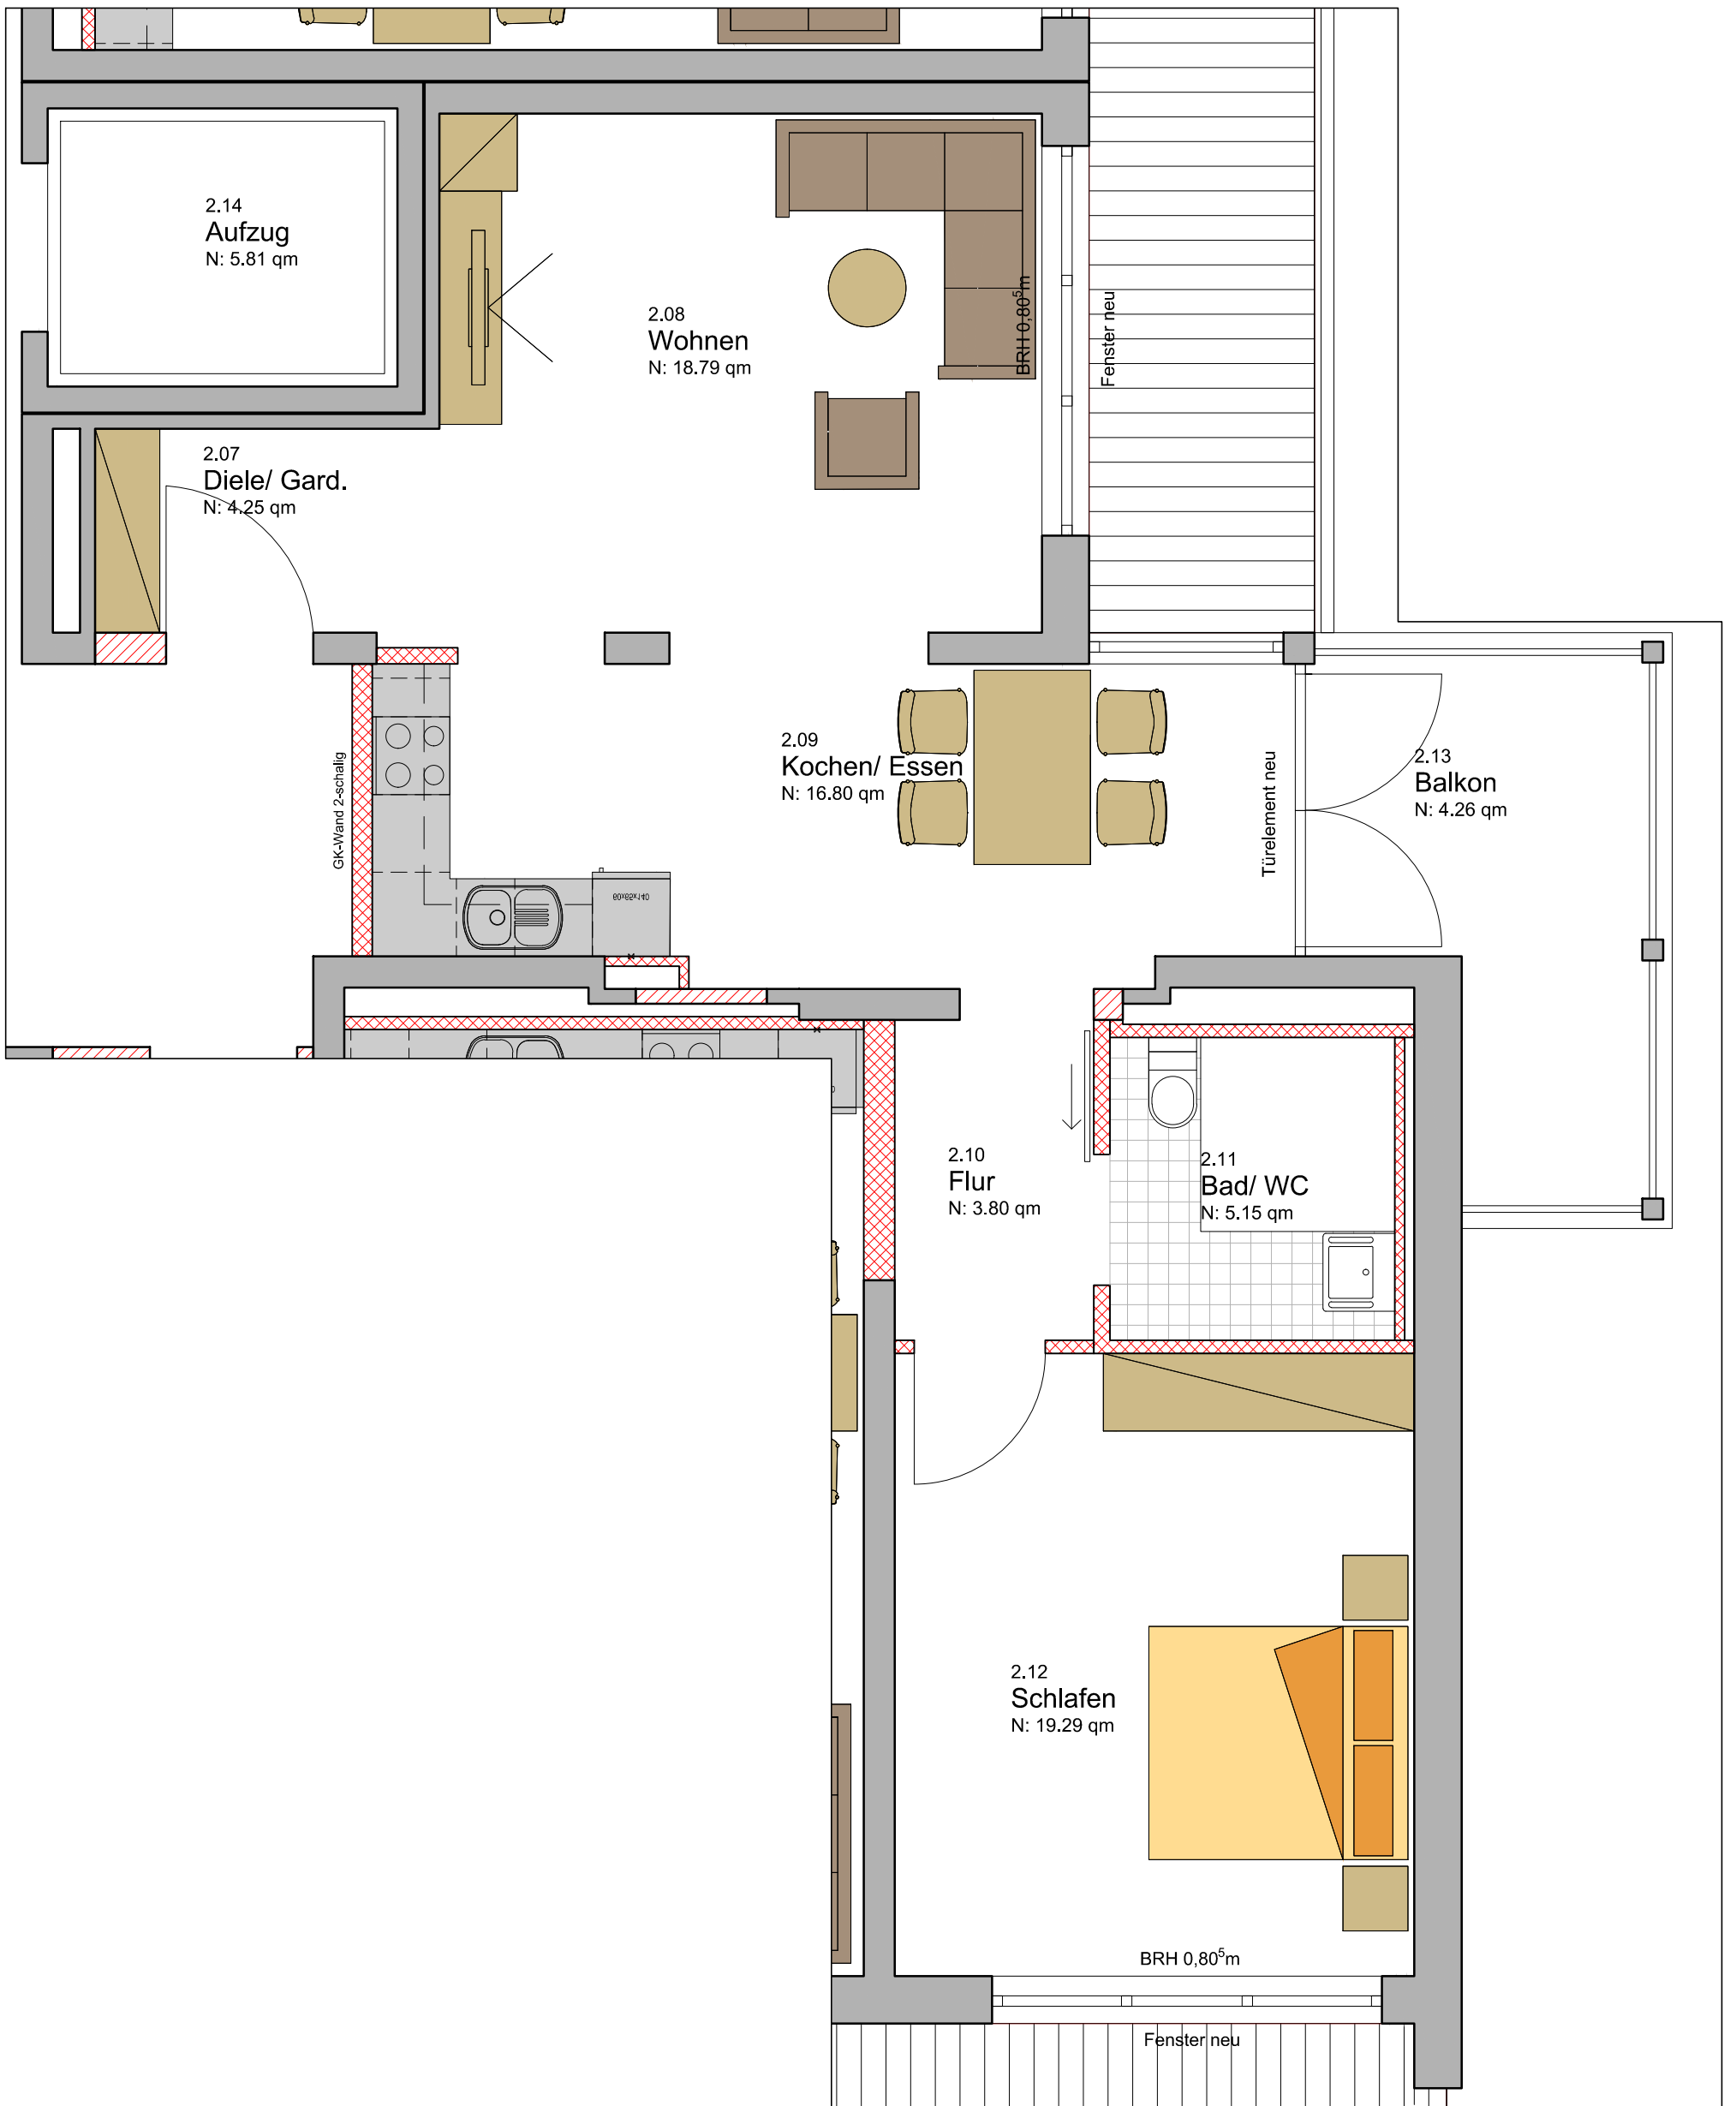 2.14
Aufzug
N: 5.81 qm
2.08
Wohnen
N: 18.79 qm
BRH 0,80⁵m
Fenster neu
2.07
Diele/ Gard.
N: 4.25 qm
GK-Wand 2-schalig
2.09
Kochen/ Essen
N: 16.80 qm
Türelement neu
2.13
Balkon
N: 4.26 qm
60x65x140
2.10
Flur
N: 3.80 qm
2.11
Bad/ WC
N: 5.15 qm
2.12
Schlafen
N: 19.29 qm
BRH 0,80⁵m
Fenster neu